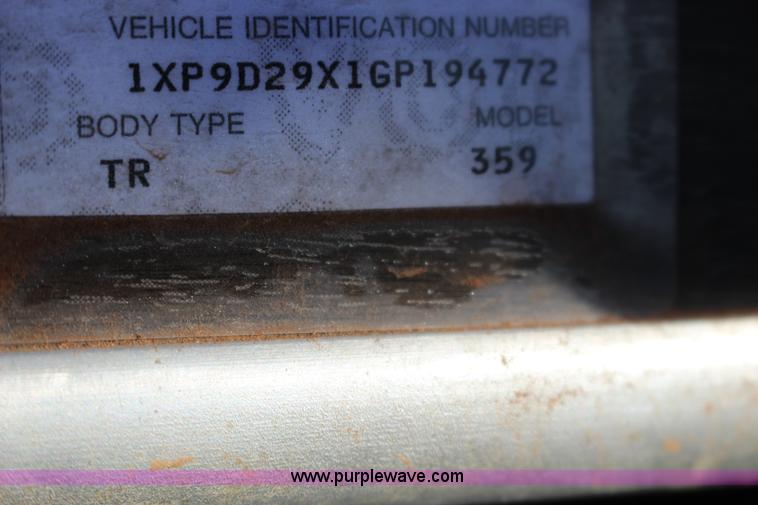 VEHICLE IDENTIFICATION NUMBER
1XP9D29X1GP194772
BODY TYPE MODEL
TR 359
www.purplewave.com